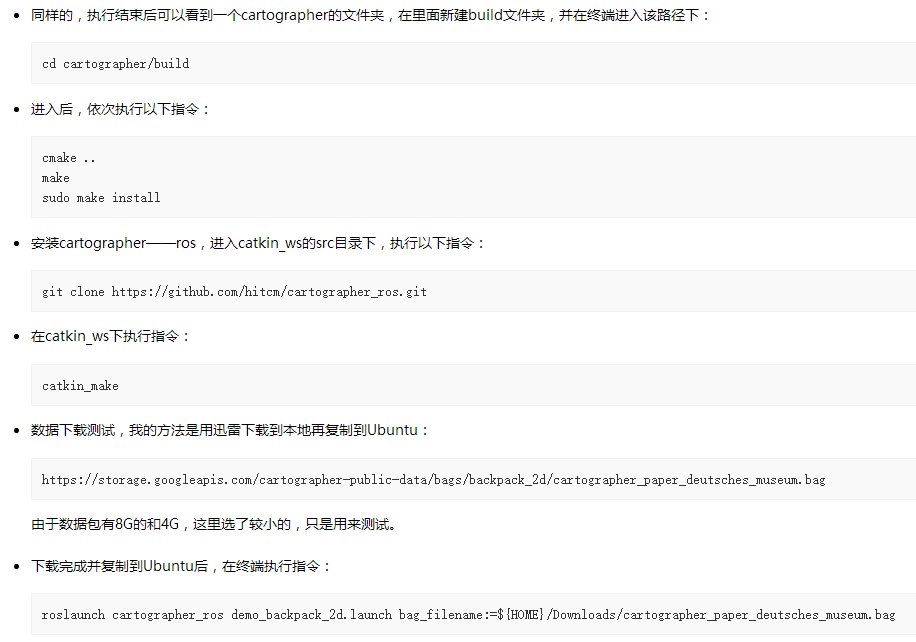 同样的，执行结束后可以看到一个cartographer的文件夹，在里面新建build文件夹，并在终端进入该路径下：
cd cartographer/build
进入后，依次执行以下指令：
cmake ..
make
sudo make install
安装cartographer——ros，进入catkin_ws的src目录下，执行以下指令：
git clone https://github.com/hitcm/cartographer_ros.git
在catkin_ws下执行指令：
catkin_make
数据下载测试，我的方法是用迅雷下载到本地再复制到Ubuntu：
https://storage.googleapis.com/cartographer-public-data/bags/backpack_2d/cartographer_paper_deutsches_museum.bag
由于数据包有8G的和4G，这里选了较小的，只是用来测试。
下载完成并复制到Ubuntu后，在终端执行指令：
roslaunch cartographer_ros demo_backpack_2d.launch bag_filename:=${HOME}/Downloads/cartographer_paper_deutsches_museum.bag